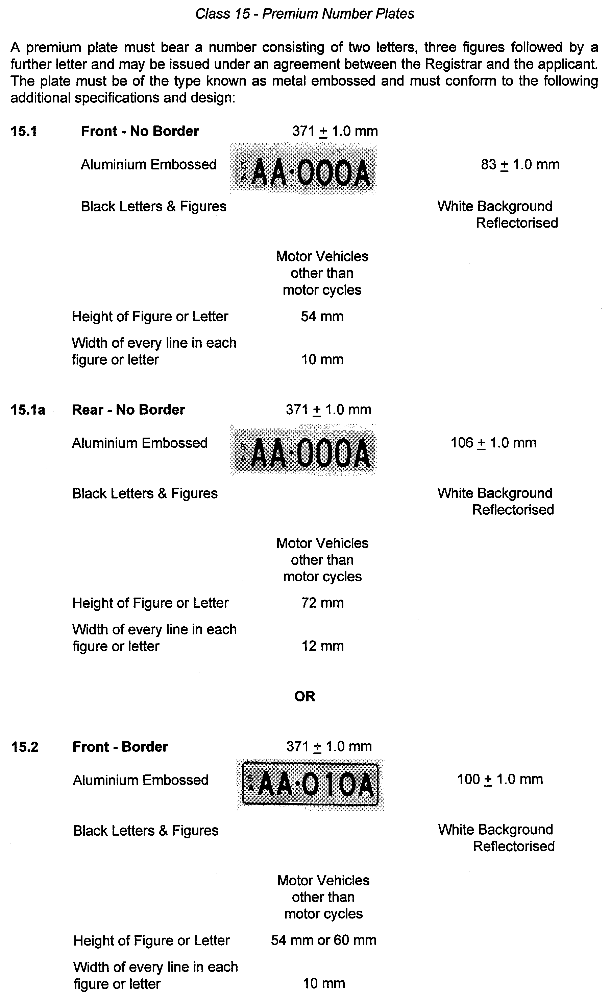 Class 15 - Premium Number Plates
A premium plate must bear a number consisting of two letters, three figures followed by a
further letter and may be issued under an agreement between the Registrar and the applicant.
The plate must be of the type known as metal embossed and must conform to the following
additional specifications and design:
15.1 Front - No Border 371 ± 1.0 mm
Aluminium Embossed SA AA·000A 83 ± 1.0 mm
Black Letters & Figures White Background
Reflectorised
Motor Vehicles
other than
motor cycles
Height of Figure or Letter 54 mm
Width of every line in each
figure or letter 10 mm
15.1a Rear - No Border 371 ± 1.0 mm
Aluminium Embossed SA AA·000A 106 ± 1.0 mm
Black Letters & Figures White Background
Reflectorised
Motor Vehicles
other than
motor cycles
Height of Figure or Letter 72 mm
Width of every line in each
figure or letter 12 mm
OR
15.2 Front - Border 371 ± 1.0 mm
Aluminium Embossed SA AA·010A 100 ± 1.0 mm
Black Letters & Figures White Background
Reflectorised
Motor Vehicles
other than
motor cycles
Height of Figure or Letter 54 mm or 60 mm
Width of every line in each
figure or letter 10 mm